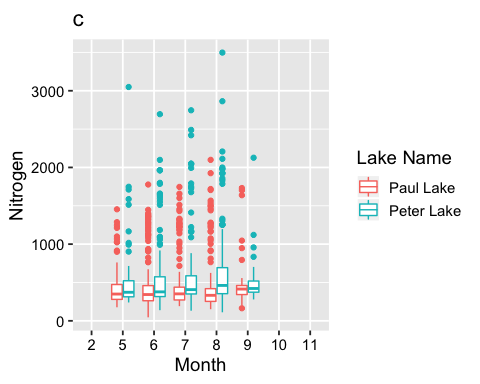 c
Nitrogen
3000
2000
1000
0
2 5 6 7 8 9 10 11
Month
Lake Name
Paul Lake
Peter Lake